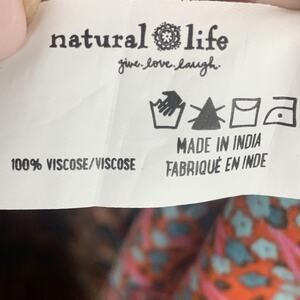 natural life
give. love. laugh.
MADE IN INDIA
100% VISCOSE/VISCOSE
FABRIQUÉ EN INDE